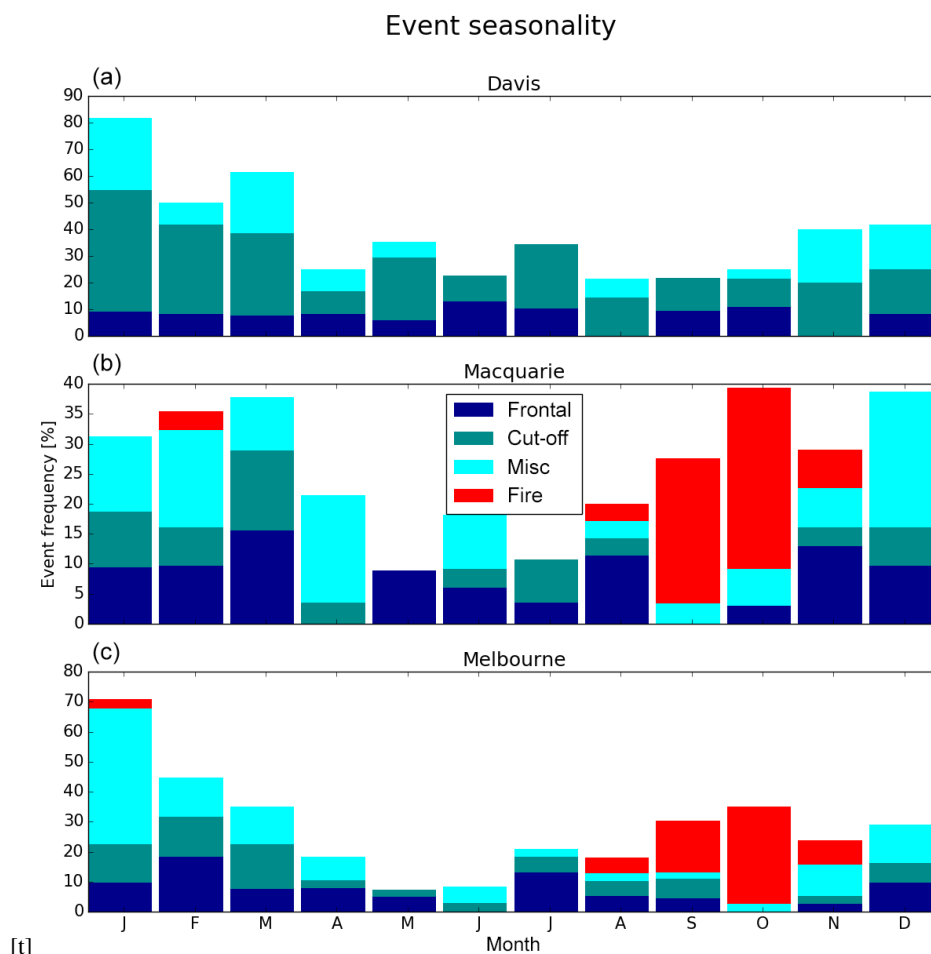 Event seasonality
(a)
Davis
90
80
70
60
50
40
30
20
10
0
(b)
Macquarie
40
35
30
25
20
15
10
5
0
Event frequency [%]
Frontal
Cut-off
Misc
Fire
(c)
Melbourne
80
70
60
50
40
30
20
10
0
J F M A M J J A S O N D
Month
[t]